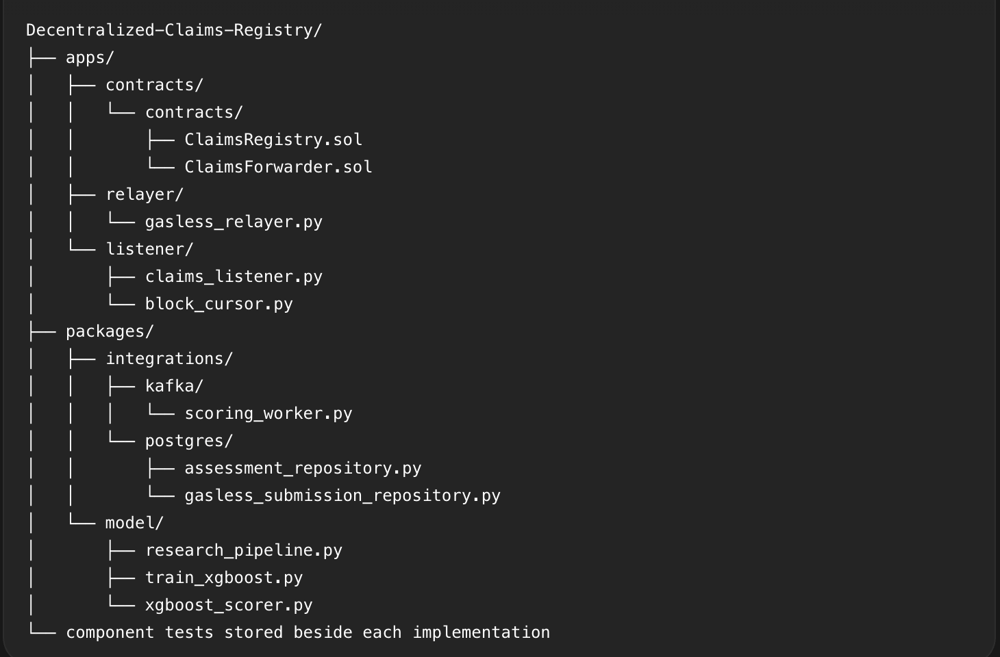 Decentralized-Claims-Registry/
├── apps/
│   ├── contracts/
│   │   └── contracts/
│   │       ├── ClaimsRegistry.sol
│   │       └── ClaimsForwarder.sol
│   ├── relayer/
│   │   └── gasless_relayer.py
│   └── listener/
│       ├── claims_listener.py
│       └── block_cursor.py
├── packages/
│   ├── integrations/
│   │   ├── kafka/
│   │   │   └── scoring_worker.py
│   │   └── postgres/
│   │       ├── assessment_repository.py
│   │       └── gasless_submission_repository.py
│   └── model/
│       ├── research_pipeline.py
│       ├── train_xgboost.py
│       └── xgboost_scorer.py
└── component tests stored beside each implementation